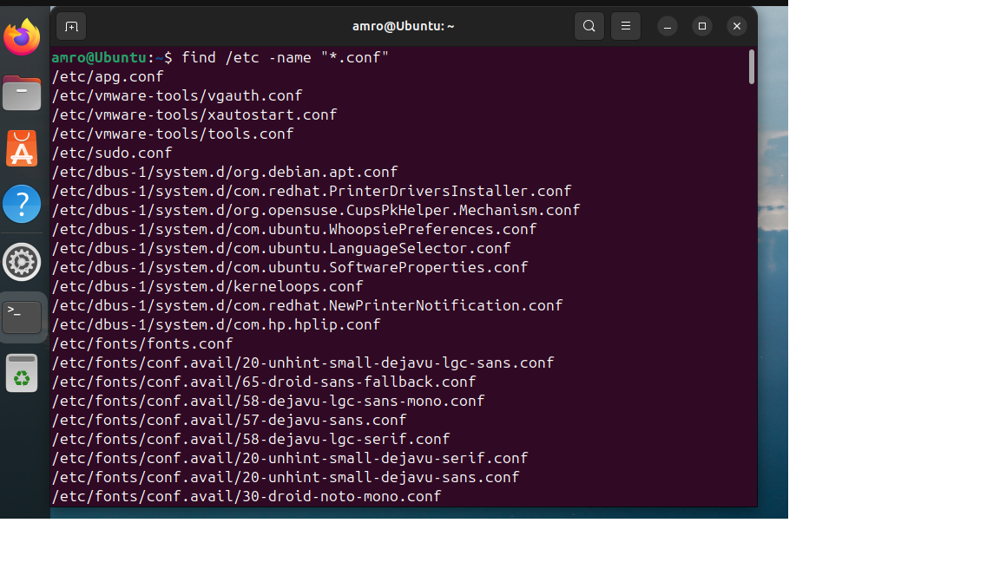 amro@Ubuntu: ~
amro@Ubuntu:~$ find /etc -name "*.conf"
/etc/apg.conf
/etc/vmware-tools/vgauth.conf
/etc/vmware-tools/xautostart.conf
/etc/vmware-tools/tools.conf
/etc/sudo.conf
/etc/dbus-1/system.d/org.debian.apt.conf
/etc/dbus-1/system.d/com.redhat.PrinterDriversInstaller.conf
/etc/dbus-1/system.d/org.opensuse.CupsPkHelper.Mechanism.conf
/etc/dbus-1/system.d/com.ubuntu.WhoopsiePreferences.conf
/etc/dbus-1/system.d/com.ubuntu.LanguageSelector.conf
/etc/dbus-1/system.d/com.ubuntu.SoftwareProperties.conf
/etc/dbus-1/system.d/kerneloops.conf
/etc/dbus-1/system.d/com.redhat.NewPrinterNotification.conf
/etc/dbus-1/system.d/com.hp.hplip.conf
/etc/fonts/fonts.conf
/etc/fonts/conf.avail/20-unhint-small-dejavu-lgc-sans.conf
/etc/fonts/conf.avail/65-droid-sans-fallback.conf
/etc/fonts/conf.avail/58-dejavu-lgc-sans-mono.conf
/etc/fonts/conf.avail/57-dejavu-sans.conf
/etc/fonts/conf.avail/58-dejavu-lgc-serif.conf
/etc/fonts/conf.avail/20-unhint-small-dejavu-serif.conf
/etc/fonts/conf.avail/20-unhint-small-dejavu-sans.conf
/etc/fonts/conf.avail/30-droid-noto-mono.conf